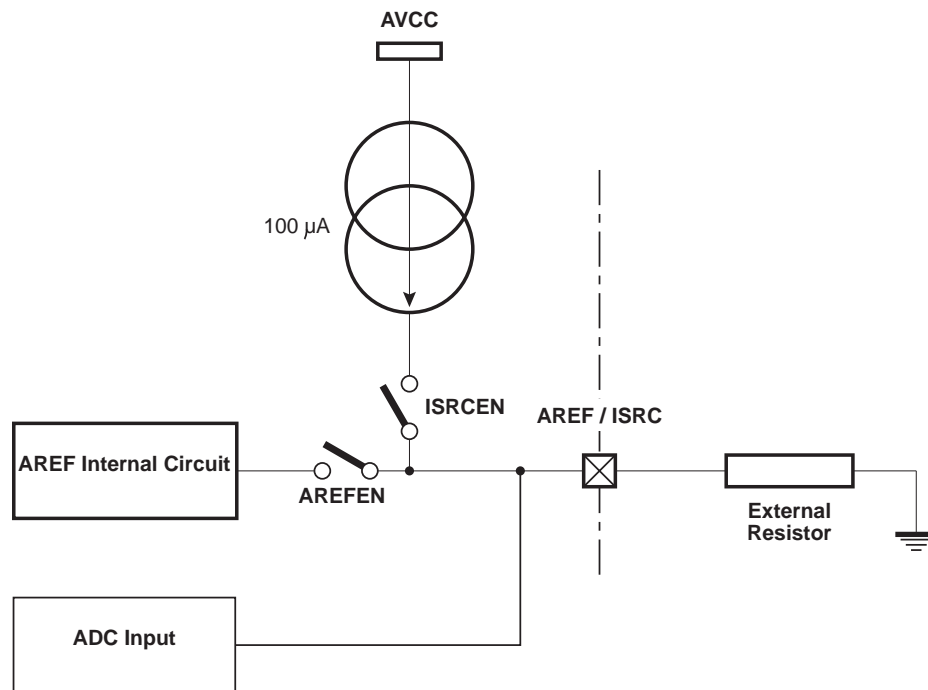 AVCC
100 µA
ISRCEN
AREF / ISRC
AREF Internal Circuit
AREFEN
External
Resistor
ADC Input